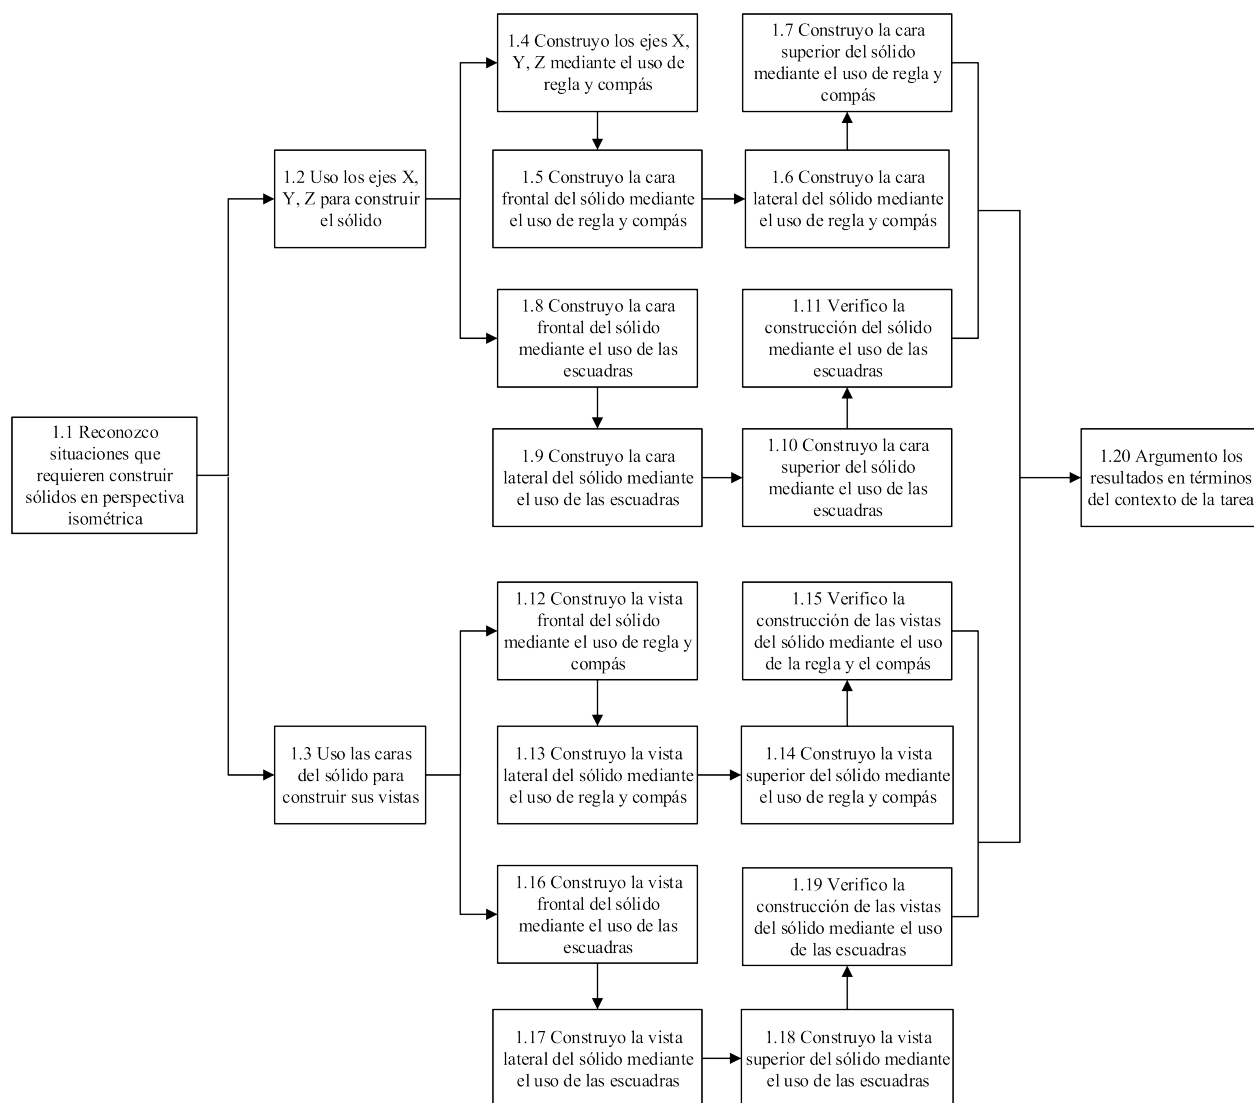 1.1 Reconozco
situaciones que
requieren construir
sólidos en perspectiva
isométrica
1.2 Uso los ejes X,
Y, Z para construir
el sólido
1.3 Uso las caras
del sólido para
construir sus vistas
1.4 Construyo los ejes X,
Y, Z mediante el uso de
regla y compás
1.5 Construyo la cara
frontal del sólido mediante
el uso de regla y compás
1.6 Construyo la cara
lateral del sólido mediante
el uso de regla y compás
1.7 Construyo la cara
superior del sólido
mediante el uso de regla y
compás
1.8 Construyo la cara
frontal del sólido
mediante el uso de las
escuadras
1.9 Construyo la cara
lateral del sólido mediante
el uso de las escuadras
1.10 Construyo la cara
superior del sólido
mediante el uso de las
escuadras
1.11 Verifico la
construcción del sólido
mediante el uso de las
escuadras
1.12 Construyo la vista
frontal del sólido
mediante el uso de regla y
compás
1.13 Construyo la vista
lateral del sólido mediante
el uso de regla y compás
1.14 Construyo la vista
superior del sólido mediante
el uso de regla y compás
1.15 Verifico la
construcción de las vistas
del sólido mediante el uso
de la regla y el compás
1.16 Construyo la vista
frontal del sólido
mediante el uso de las
escuadras
1.17 Construyo la vista
lateral del sólido mediante
el uso de las escuadras
1.18 Construyo la vista
superior del sólido mediante
el uso de las escuadras
1.19 Verifico la
construcción de las vistas
del sólido mediante el uso
de las escuadras
1.20 Argumento los
resultados en términos
del contexto de la tarea